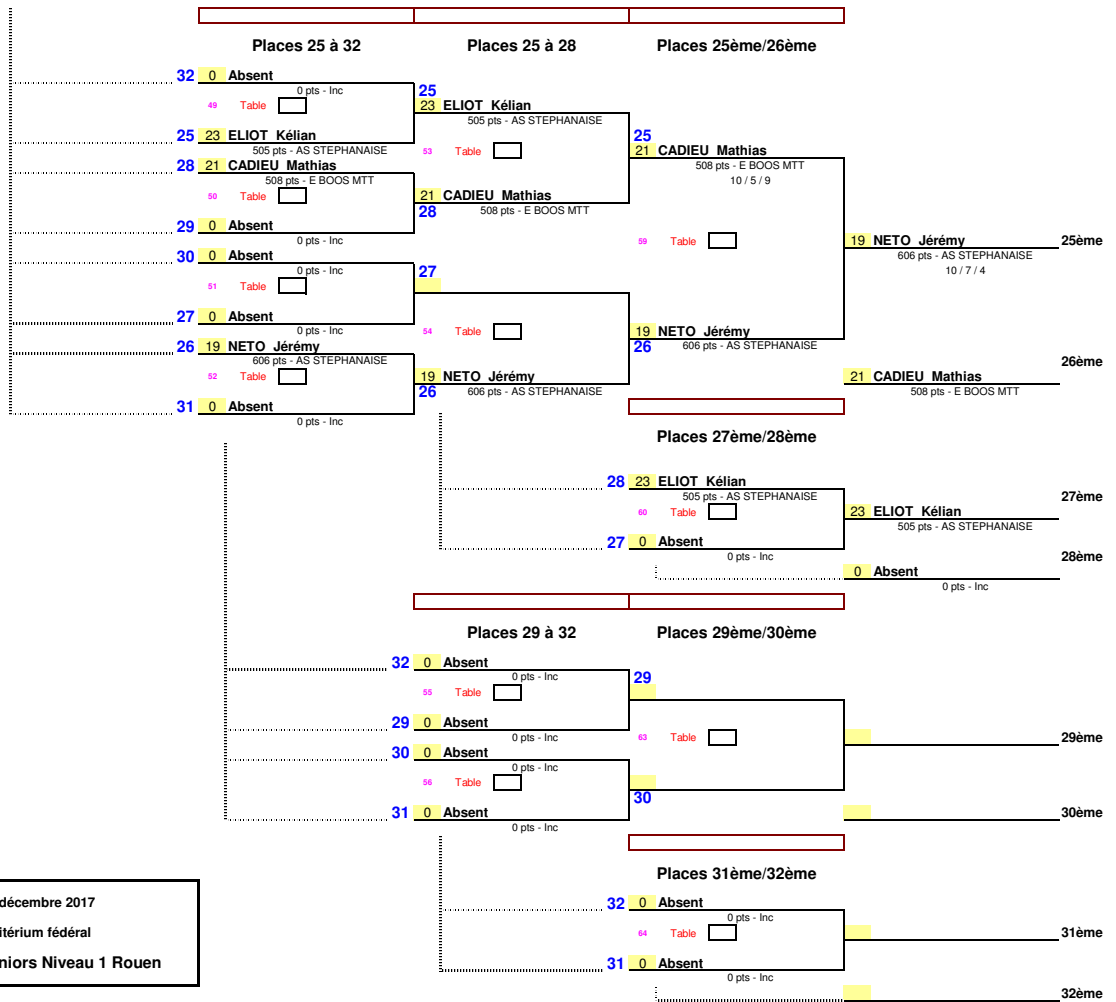 Places 25 à 32 Places 25 à 28 Places 25ème/26ème
32 0 Absent
0 pts - Inc
49 Table
25 23 ELIOT Kélian
505 pts - AS STEPHANAISE
28 21 CADIEU Mathias
508 pts - E BOOS MTT
50 Table
29 0 Absent
0 pts - Inc
30 0 Absent
0 pts - Inc
51 Table
27 0 Absent
0 pts - Inc
26 19 NETO Jérémy
606 pts - AS STEPHANAISE
52 Table
31 0 Absent
0 pts - Inc
25
23 ELIOT Kélian
505 pts - AS STEPHANAISE
53 Table
21 CADIEU Mathias
28 508 pts - E BOOS MTT
27
54 Table
19 NETO Jérémy
26 606 pts - AS STEPHANAISE
25
21 CADIEU Mathias
508 pts - E BOOS MTT
10 / 5 / 9
59 Table
19 NETO Jérémy
26 606 pts - AS STEPHANAISE
19 NETO Jérémy 25ème
606 pts - AS STEPHANAISE
10 / 7 / 4
26ème
21 CADIEU Mathias
508 pts - E BOOS MTT
Places 27ème/28ème
28 23 ELIOT Kélian
505 pts - AS STEPHANAISE
60 Table
27 0 Absent
0 pts - Inc
27ème
23 ELIOT Kélian
505 pts - AS STEPHANAISE
28ème
0 Absent
0 pts - Inc
Places 29 à 32 Places 29ème/30ème
32 0 Absent
0 pts - Inc
55 Table
29 0 Absent
0 pts - Inc
30 0 Absent
0 pts - Inc
56 Table
31 0 Absent
0 pts - Inc
29
63 Table
30
29ème
30ème
Places 31ème/32ème
32 0 Absent
0 pts - Inc
64 Table
31 0 Absent
0 pts - Inc
31ème
32ème
décembre 2017
itérium fédéral
niors Niveau 1 Rouen